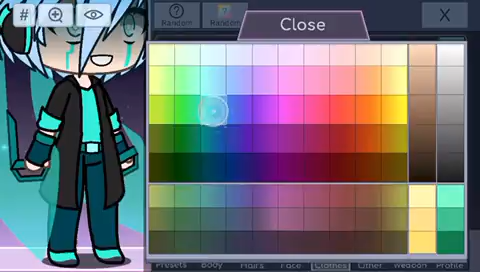 #
?
?
X
Random
Random
Close
Presets Body Hairs Face Clothes Other Weapon Profile